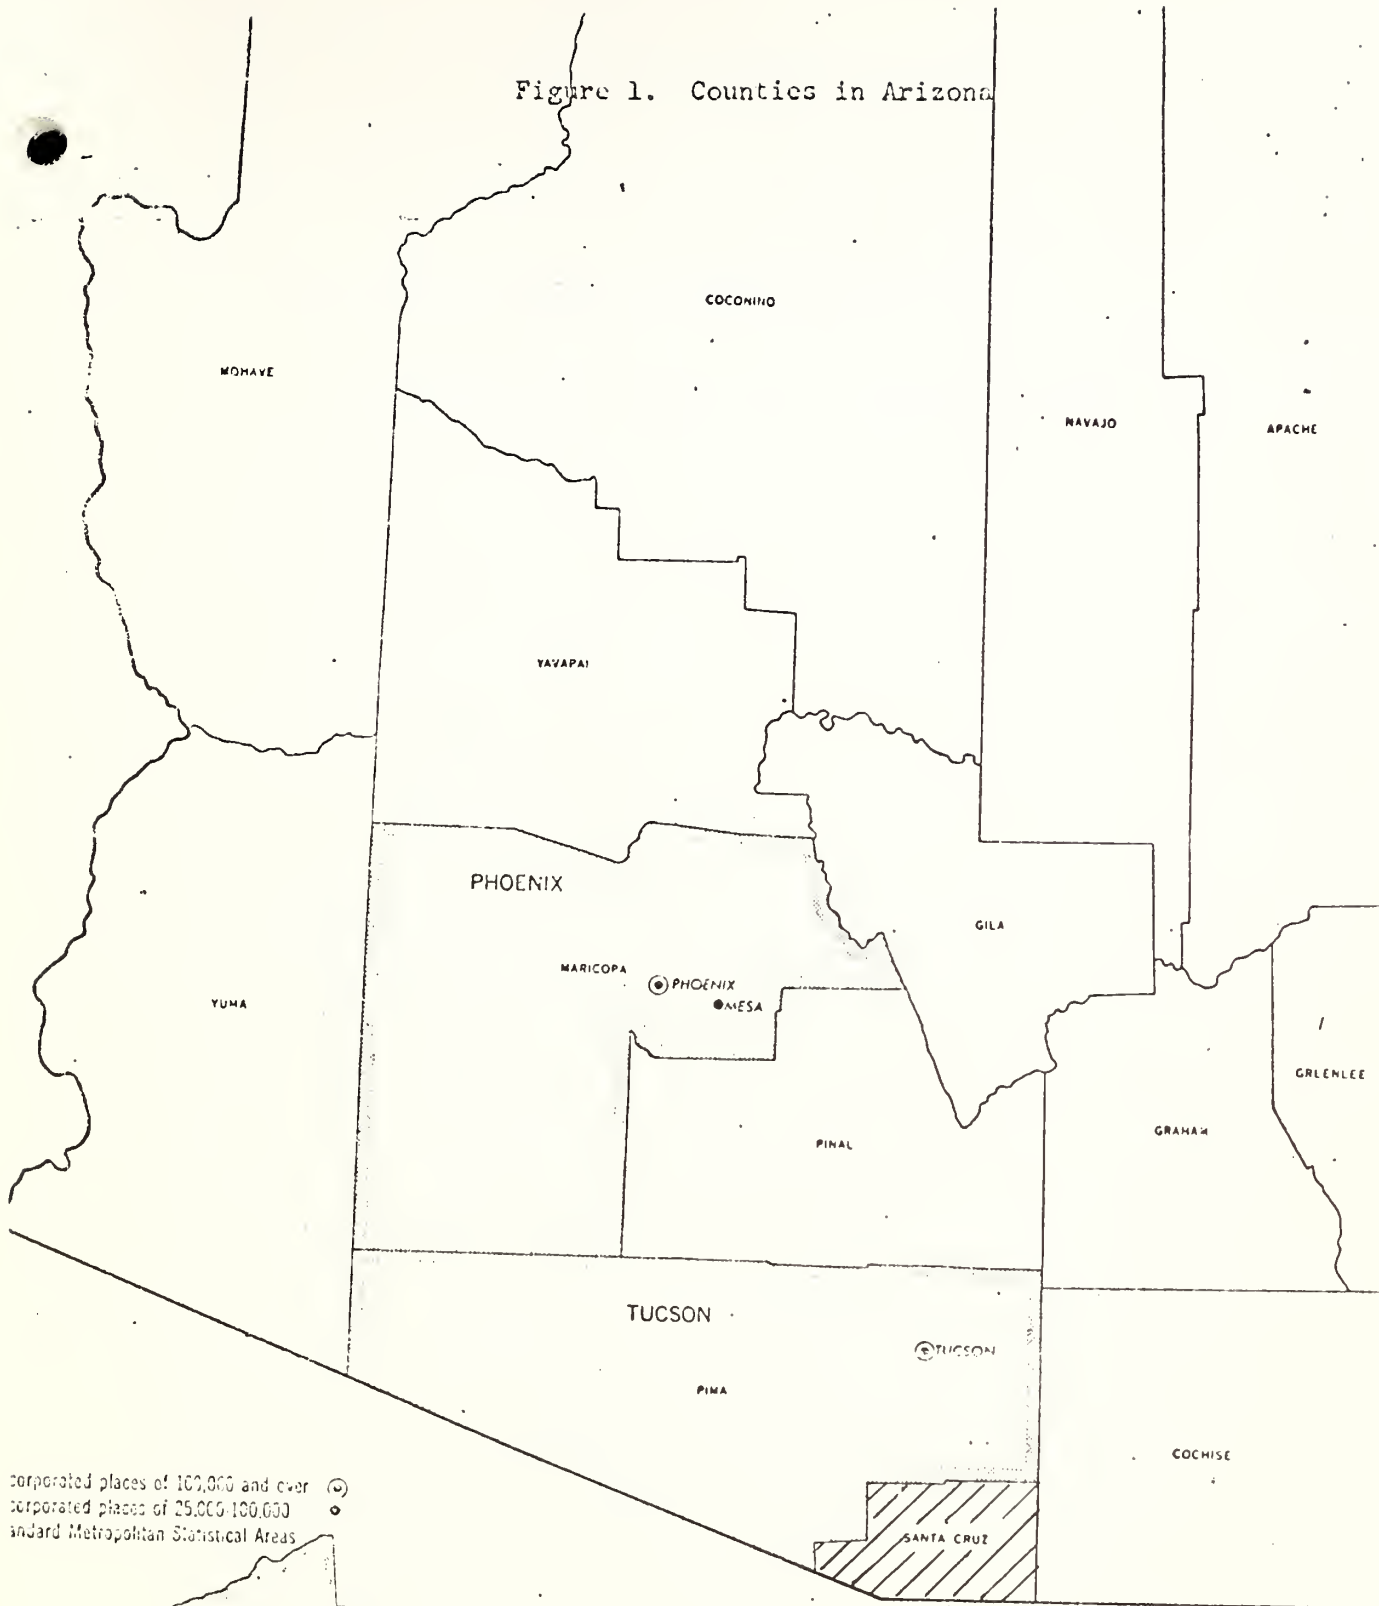 Figure 1. Counties in Arizona
COCONINO
MOHAVE
NAVAJO
APACHE
YAVAPAI
PHOENIX
GILA
MARICOPA
PHOENIX
MESA
YUMA
GREENLEE
GRAHAM
PINAL
TUCSON
TUCSON
PIMA
COCHISE
corporated places of 100,000 and over
corporated places of 25,000-100,000
andard Metropolitan Statistical Areas
SANTA CRUZ